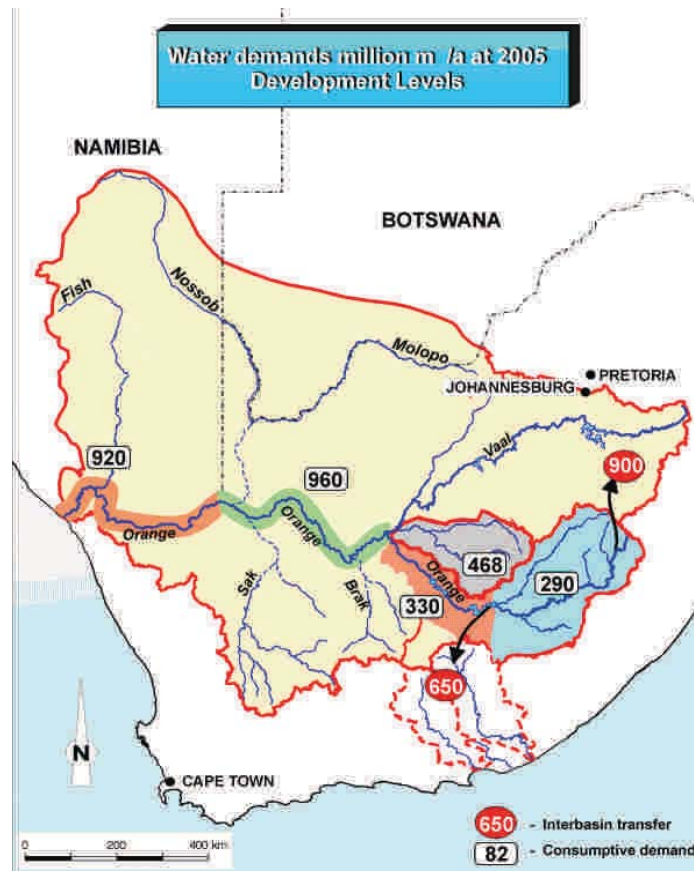 Water demands million m /a at 2005
Development Levels
NAMIBIA
BOTSWANA
Fish
Nossob
Molopo
PRETORIA
JOHANNESBURG
Vaal
920
960
900
Orange
Orange
Orange
468
290
330
Sak
Brak
650
N
CAPE TOWN
0 200 400 km
650 - Interbasin transfer
82 - Consumptive demand